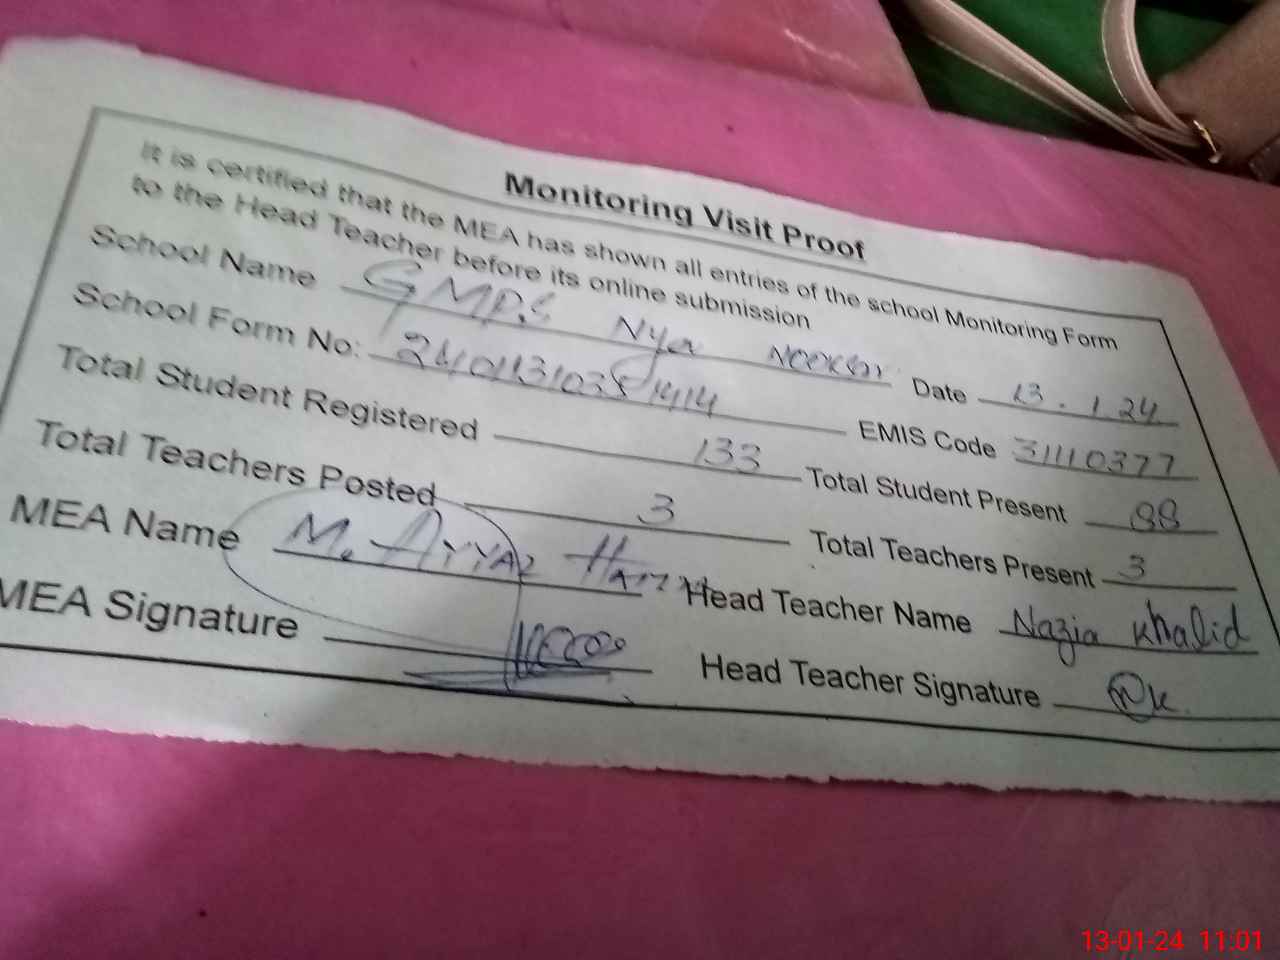 Monitoring Visit Proof
It is certified that the MEA has shown all entries of the school Monitoring Form
to the Head Teacher before its online submission
School Name G.M.P.S Nya Date 13.1.24
School Form No: EMIS Code 31110377
Total Student Registered 133 Total Student Present 98
Total Teachers Posted 3 Total Teachers Present 3
MEA Name M. Ayyaz Head Teacher Name Nazia Khalid
MEA Signature Head Teacher Signature Nk.
13-01-24 11:01